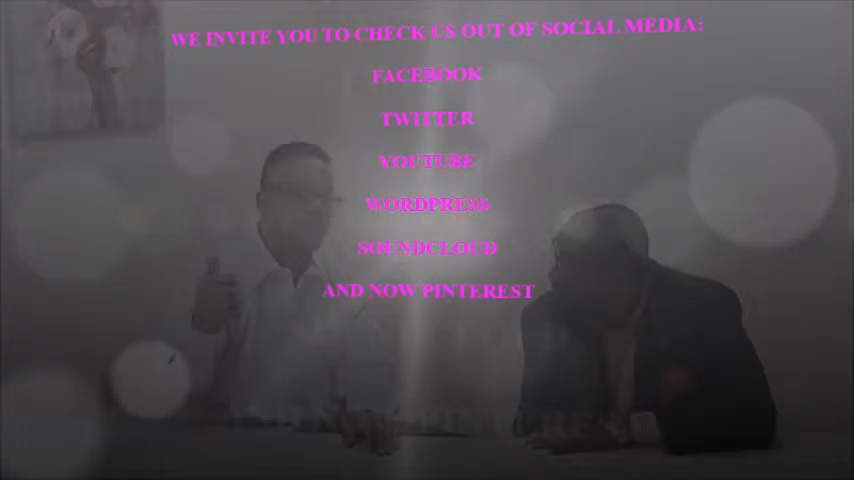 WE INVITE YOU TO CHECK US OUT OF SOCIAL MEDIA:
FACEBOOK
TWITTER
YOUTUBE
WORDPRESS
SOUNDCLOUD
AND NOW PINTEREST